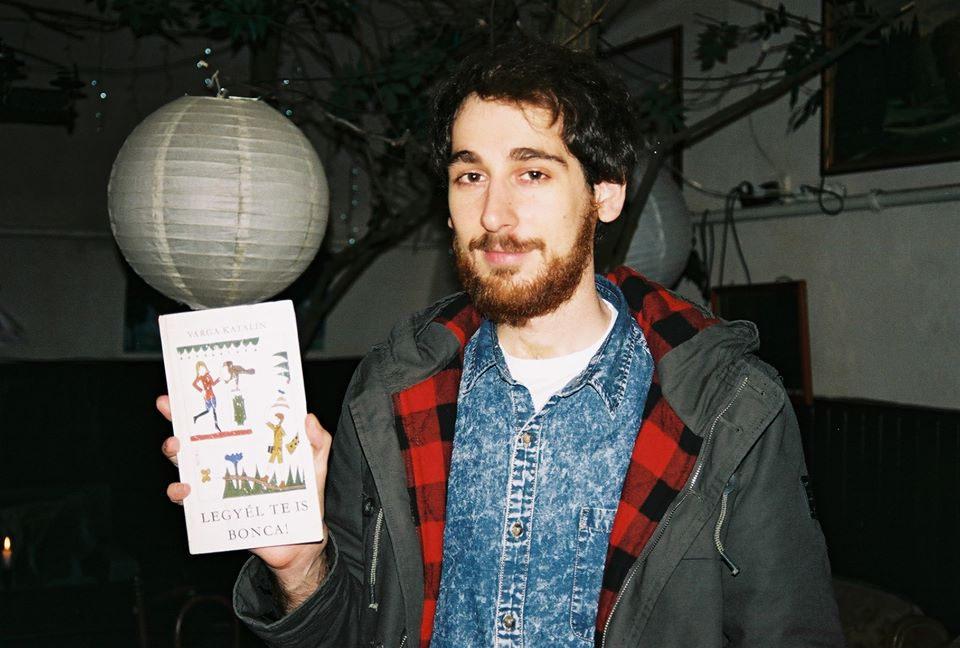 VARGA KATALIN
LEGYÉL TE IS
BONCA!